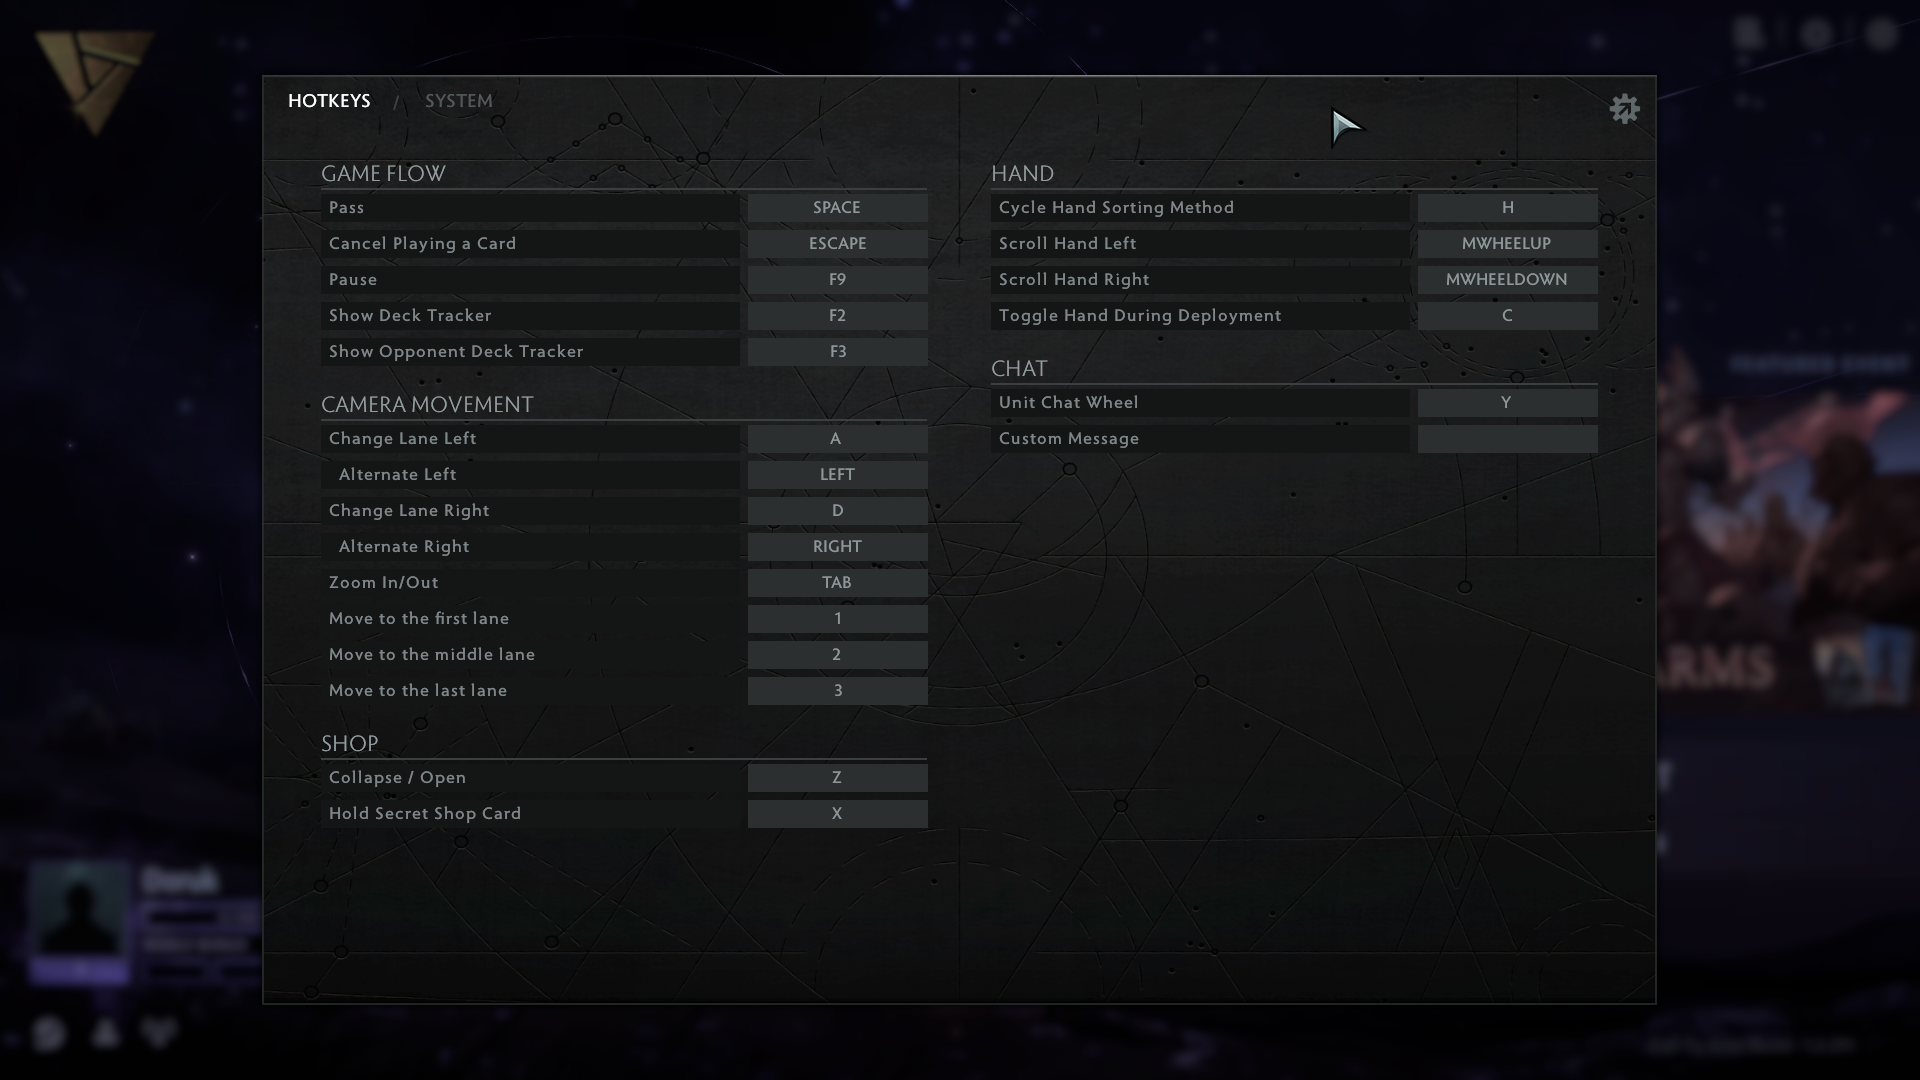 HOTKEYS / SYSTEM
GAME FLOW
Pass SPACE
Cancel Playing a Card ESCAPE
Pause F9
Show Deck Tracker F2
Show Opponent Deck Tracker F3
CAMERA MOVEMENT
Change Lane Left A
Alternate Left LEFT
Change Lane Right D
Alternate Right RIGHT
Zoom In/Out TAB
Move to the first lane 1
Move to the middle lane 2
Move to the last lane 3
SHOP
Collapse / Open Z
Hold Secret Shop Card X
HAND
Cycle Hand Sorting Method H
Scroll Hand Left MWHEELUP
Scroll Hand Right MWHEELDOWN
Toggle Hand During Deployment C
CHAT
Unit Chat Wheel Y
Custom Message
FEATURED EVENT
ARMS